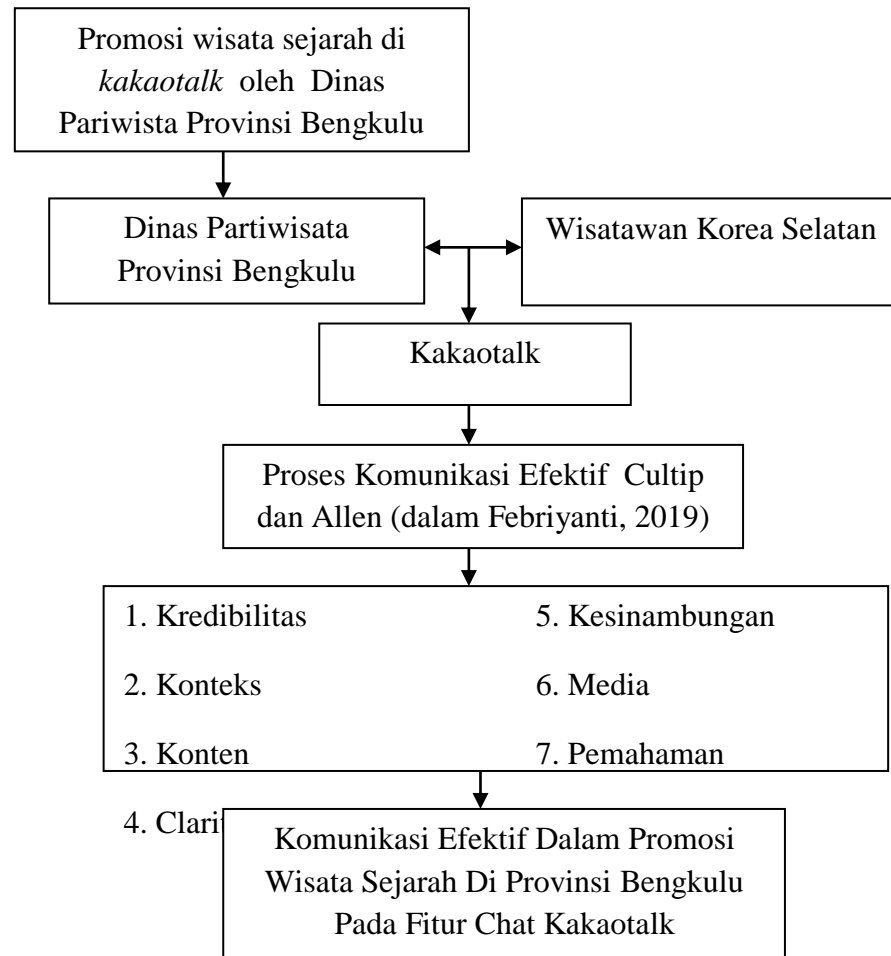 Promosi wisata sejarah di
kakaotalk oleh Dinas
Pariwista Provinsi Bengkulu
Dinas Partiwisata
Provinsi Bengkulu
Wisatawan Korea Selatan
Kakaotalk
Proses Komunikasi Efektif Cultip
dan Allen (dalam Febriyanti, 2019)
1. Kredibilitas
2. Konteks
3. Konten
4.
5. Kesinambungan
6. Media
7. Pemahaman
Komunikasi Efektif Dalam Promosi
Wisata Sejarah Di Provinsi Bengkulu
Pada Fitur Chat Kakaotalk